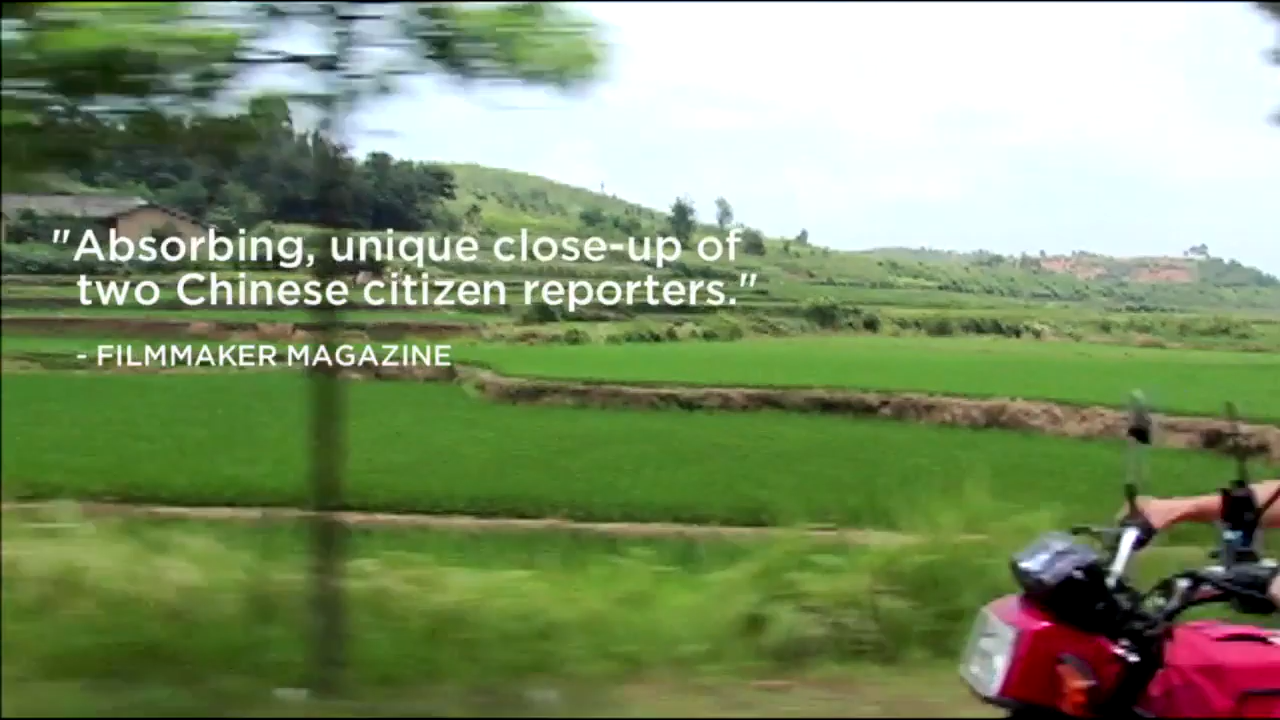 "Absorbing, unique close-up of
two Chinese citizen reporters."
- FILMMAKER MAGAZINE